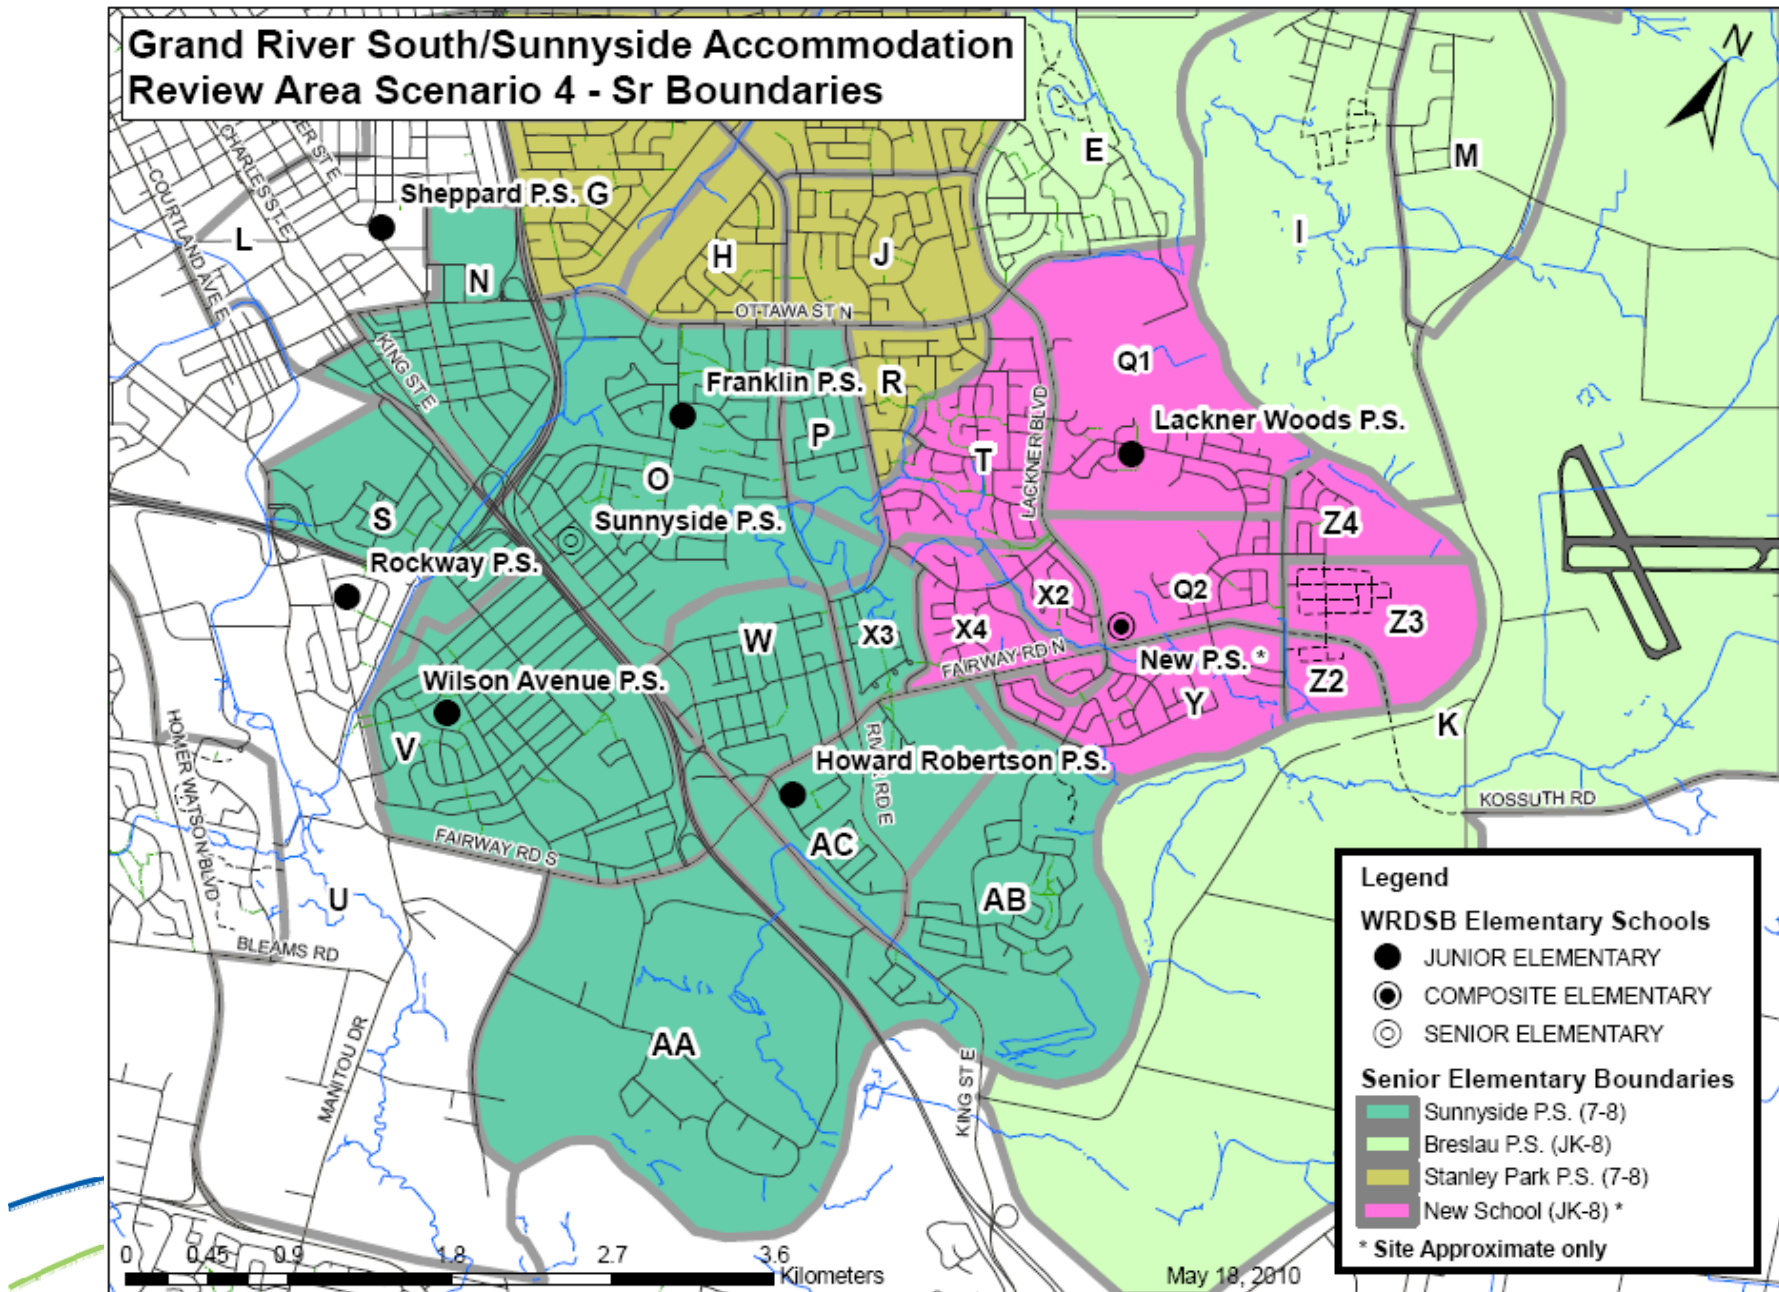 Grand River South/Sunnyside Accommodation
Review Area Scenario 4 - Sr Boundaries
N
E
M
CHARLES ST E
COURTLAND AVE E
Sheppard P.S.
G
L
I
H
J
N
OTTAWA ST N
KING ST E
Q1
Franklin P.S.
R
LACKNER BLVD
Lackner Woods P.S.
P
T
O
S
Sunnyside P.S.
Z4
Rockway P.S.
X2
Q2
Z3
W
X3
X4
FAIRWAY RD N
New P.S. *
Wilson Avenue P.S.
Z2
Y
K
HOMER WATSON BLVD
V
RIVER RD E
Howard Robertson P.S.
KOSSUTH RD
FAIRWAY RD S
AC
U
AB
BLEAMS RD
AA
MANITOU DR
KING ST E
Legend
WRDSB Elementary Schools
JUNIOR ELEMENTARY
COMPOSITE ELEMENTARY
SENIOR ELEMENTARY
Senior Elementary Boundaries
Sunnyside P.S. (7-8)
Breslau P.S. (JK-8)
Stanley Park P.S. (7-8)
New School (JK-8) *
* Site Approximate only
0 0.45 0.9 1.8 2.7 3.6
Kilometers
May 18, 2010